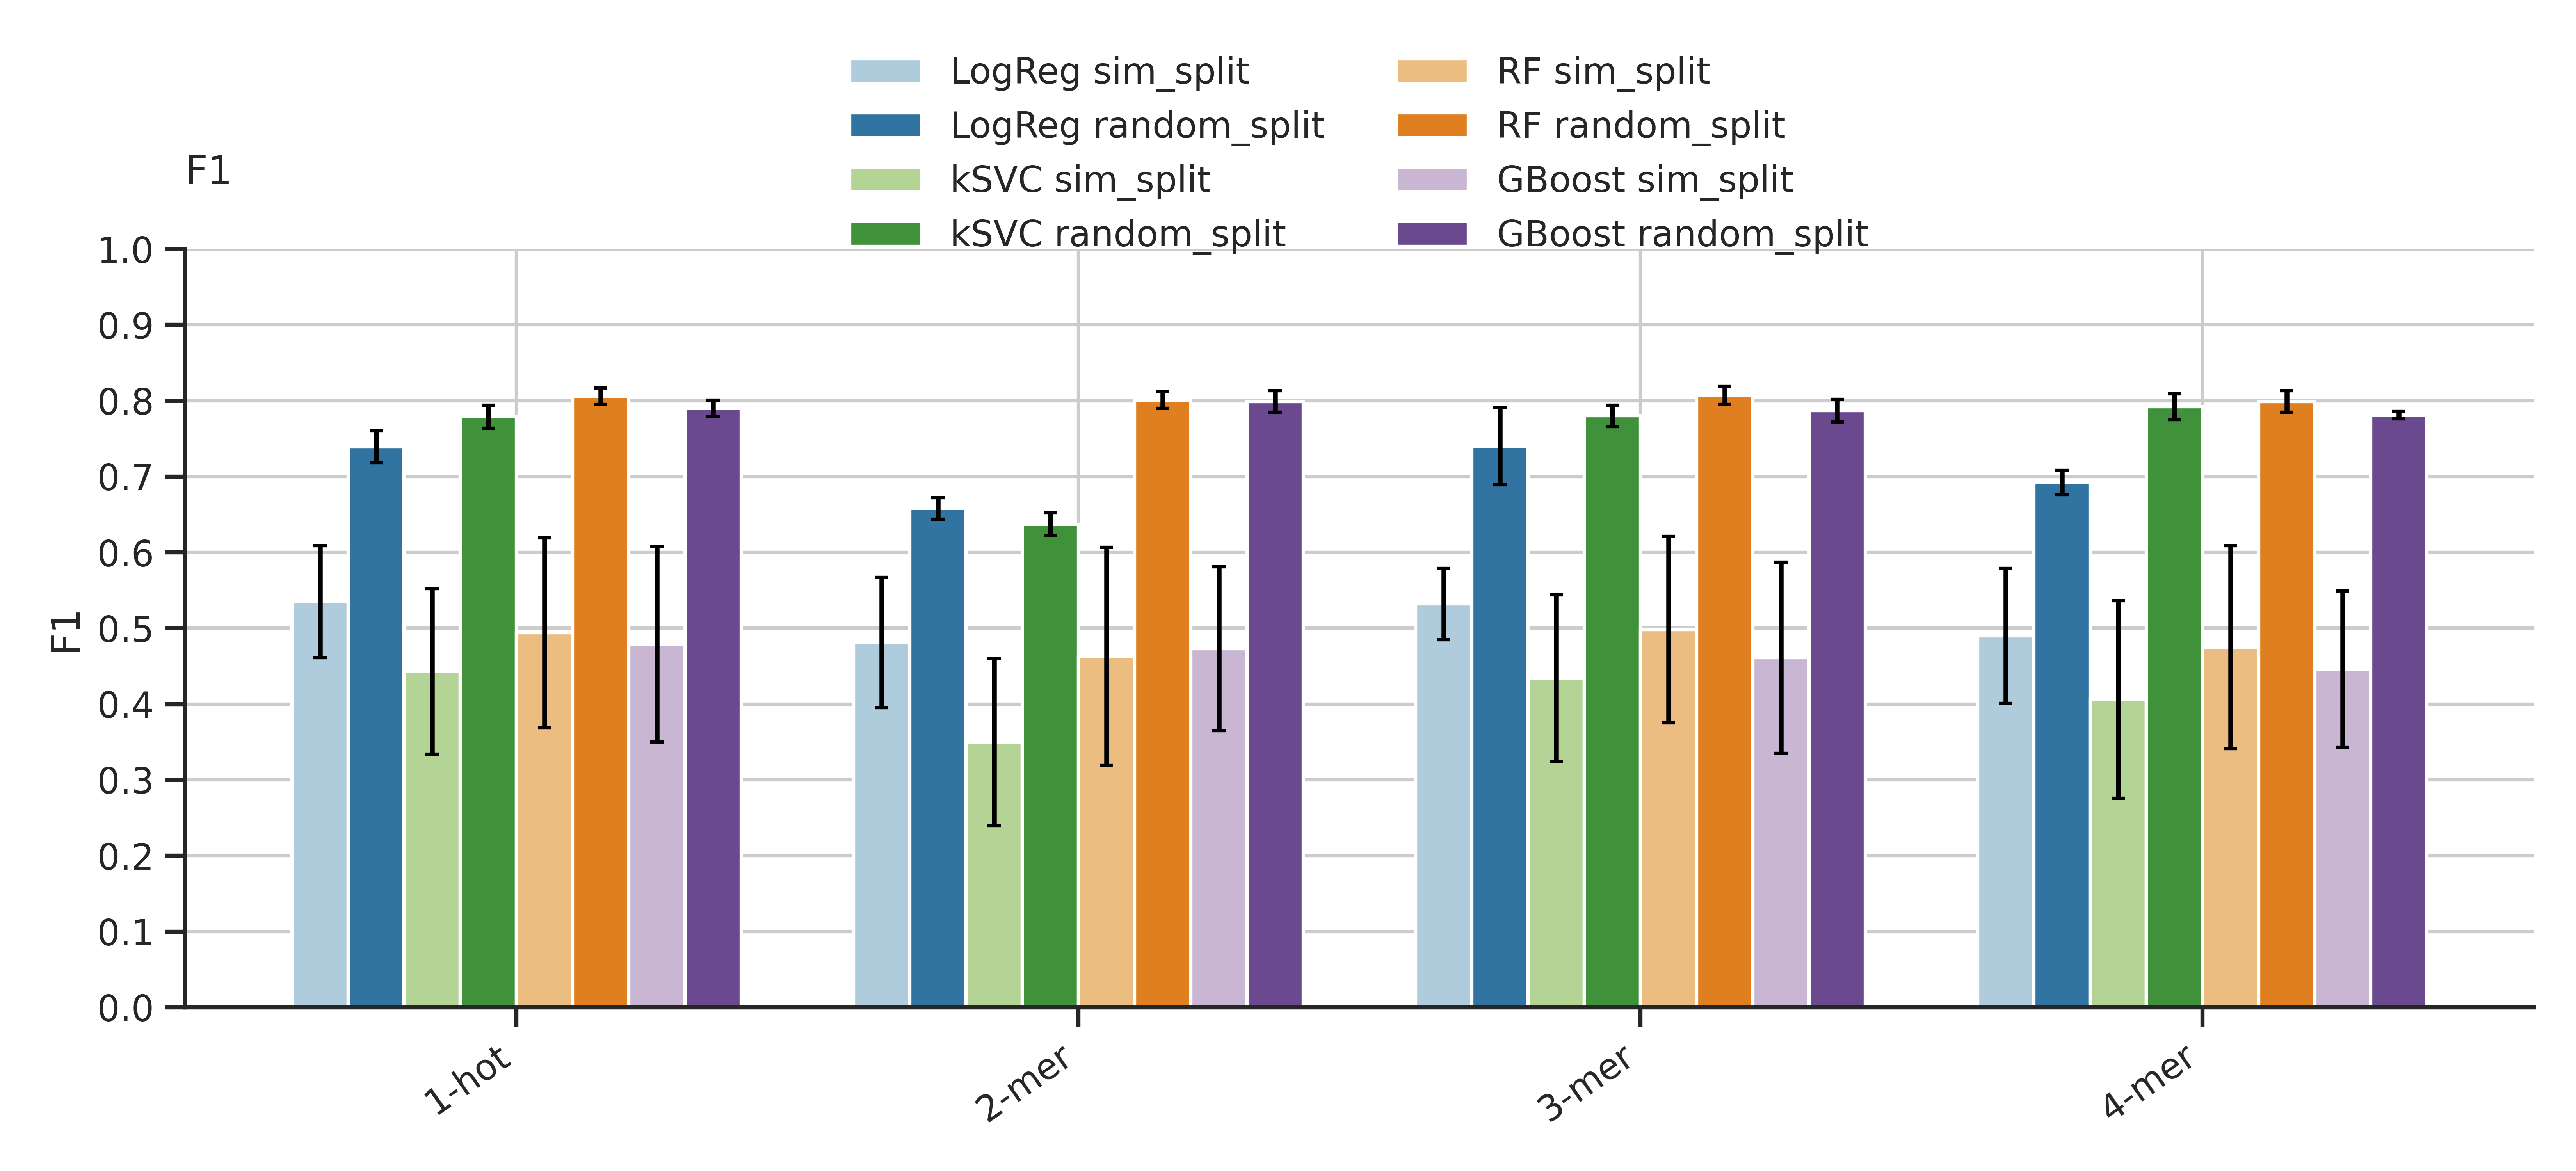 LogReg sim_split
LogReg random_split
kSVC sim_split
kSVC random_split
RF sim_split
RF random_split
GBoost sim_split
GBoost random_split
F1
F1
1.0
0.9
0.8
0.7
0.6
0.5
0.4
0.3
0.2
0.1
0.0
1-hot
2-mer
3-mer
4-mer